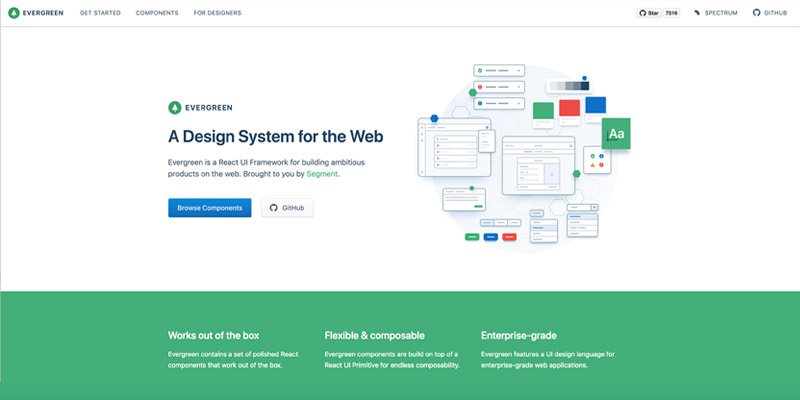 EVERGREEN GET STARTED COMPONENTS FOR DESIGNERS Star 7516 SPECTRUM GITHUB
EVERGREEN
A Design System for the Web
Evergreen is a React UI Framework for building ambitious
products on the web. Brought to you by Segment.
Browse Components GitHub
Aa
Works out of the box
Evergreen contains a set of polished React
components that work out of the box.
Flexible & composable
Evergreen components are build on top of a
React UI Primitive for endless composability.
Enterprise-grade
Evergreen features a UI design language for
enterprise-grade web applications.